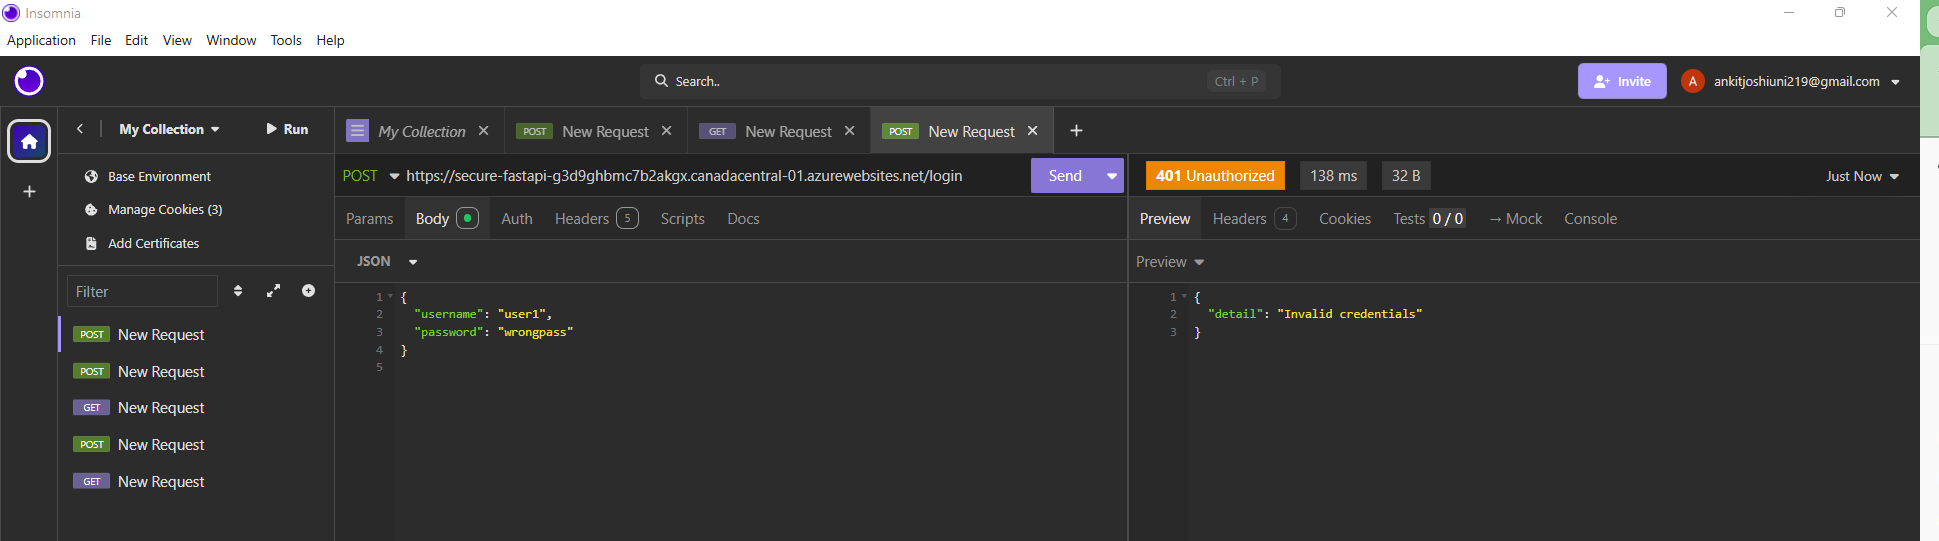 Insomnia
Application File Edit View Window Tools Help
Search.. Ctrl + P
Invite
A ankitjoshiuni219@gmail.com
My Collection Run
My Collection POST New Request GET New Request POST New Request
Base Environment
Manage Cookies (3)
Add Certificates
Filter
POST New Request
POST New Request
GET New Request
POST New Request
GET New Request
POST https://secure-fastapi-g3d9ghbmc7b2akgx.canadacentral-01.azurewebsites.net/login Send
Params Body Auth Headers 5 Scripts Docs
JSON
1 {
2 "username": "user1",
3 "password": "wrongpass"
4 }
5
401 Unauthorized 138 ms 32 B Just Now
Preview Headers 4 Cookies Tests 0 / 0 → Mock Console
Preview
1 {
2 "detail": "Invalid credentials"
3 }